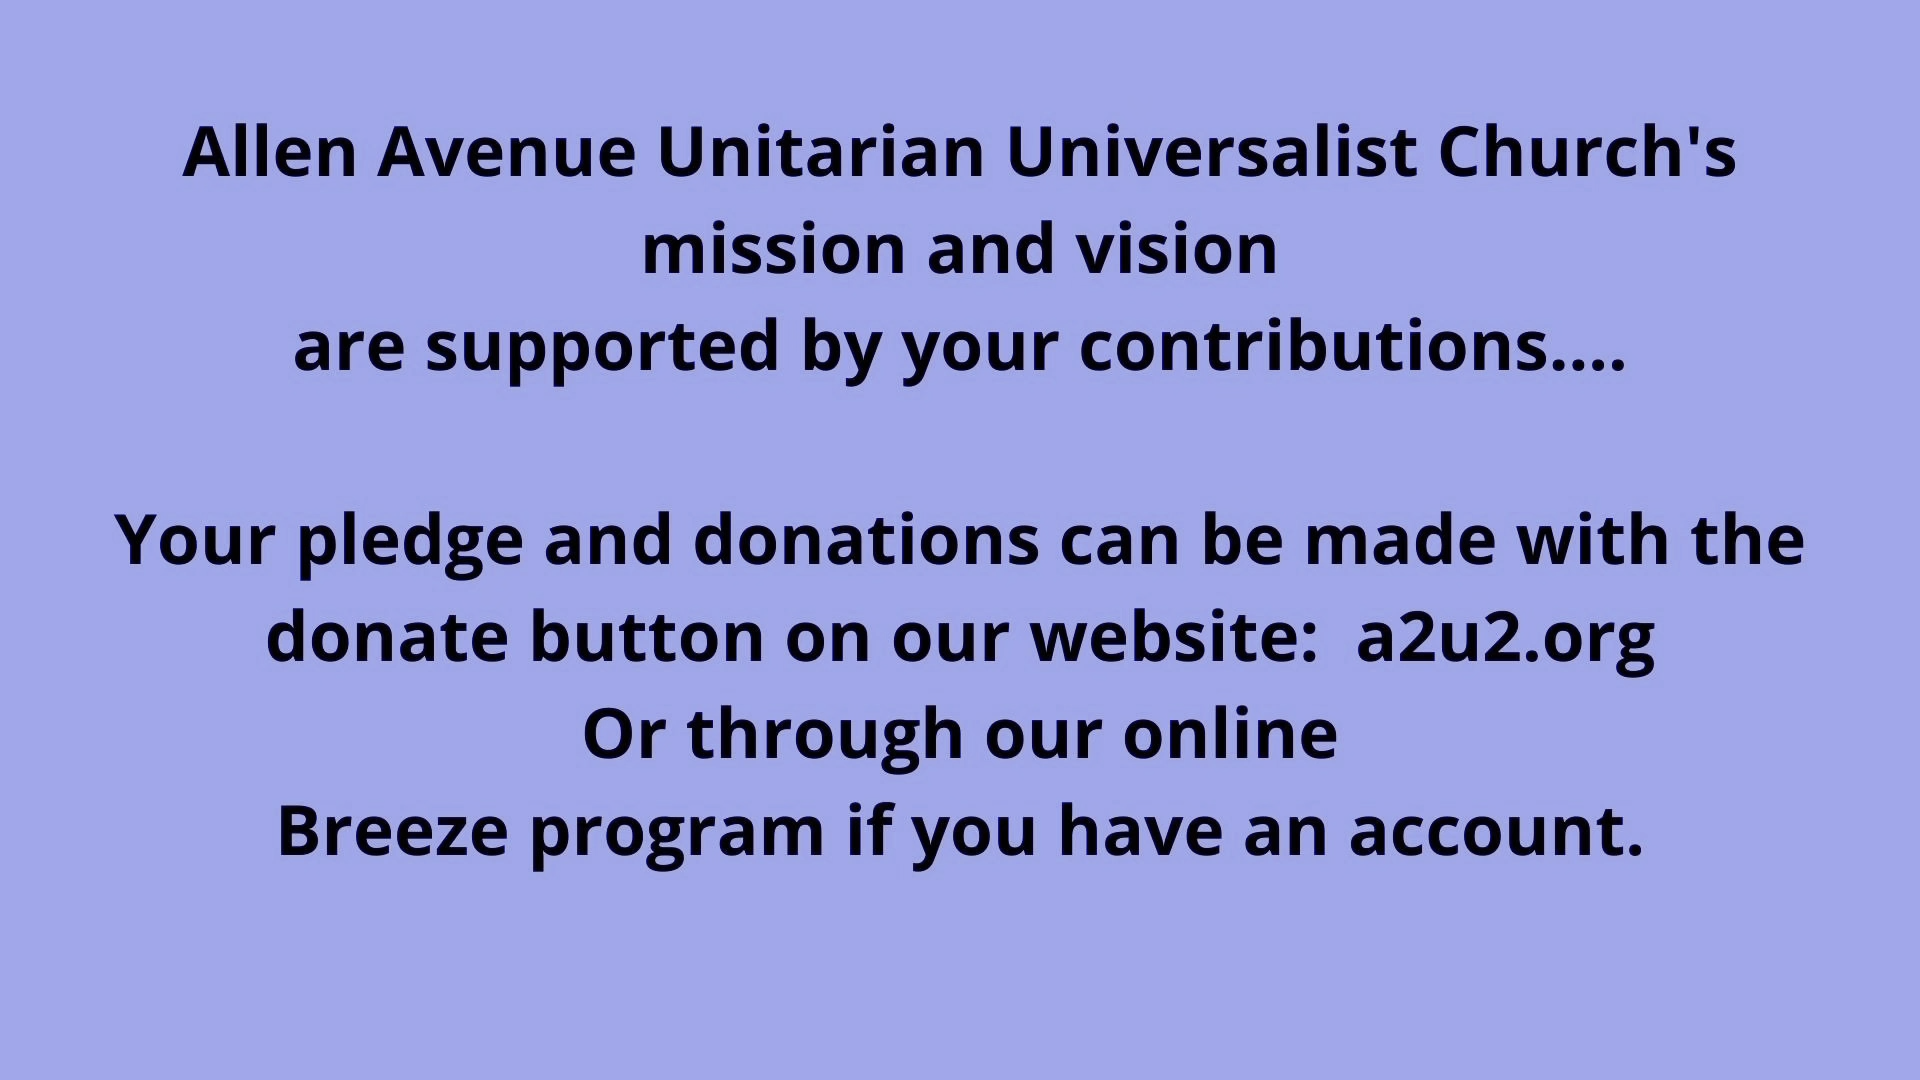 Allen Avenue Unitarian Universalist Church's
mission and vision
are supported by your contributions....
Your pledge and donations can be made with the
donate button on our website:  a2u2.org
Or through our online
Breeze program if you have an account.